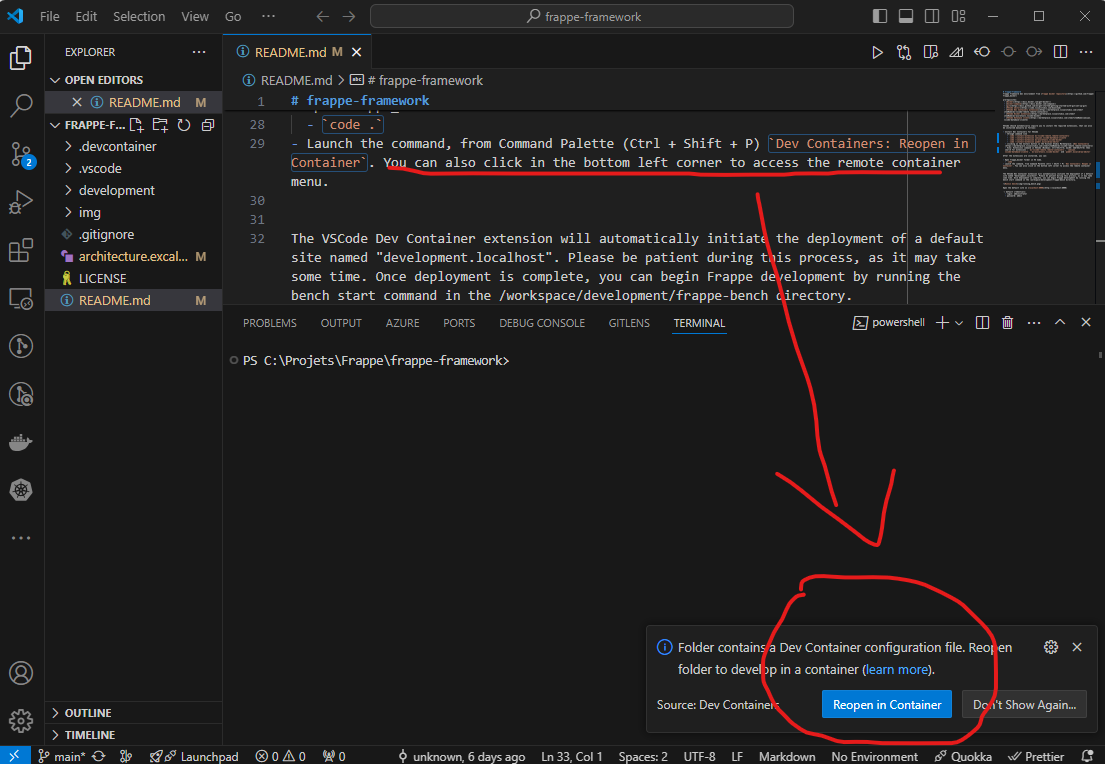 File Edit Selection View Go ··· frappe-framework
EXPLORER ···
OPEN EDITORS
README.md M
FRAPPE-F...
.devcontainer
.vscode
development
img
.gitignore
architecture.excal... M
LICENSE
README.md M
OUTLINE
TIMELINE
2
README.md M
README.md > # frappe-framework
1 # frappe-framework
28 - `code .`
29 - Launch the command, from Command Palette (Ctrl + Shift + P) `Dev Containers: Reopen in
Container`. You can also click in the bottom left corner to access the remote container
menu.
30
31
32 The VSCode Dev Container extension will automatically initiate the deployment of a default
site named "development.localhost". Please be patient during this process, as it may take
some time. Once deployment is complete, you can begin Frappe development by running the
bench start command in the /workspace/development/frappe-bench directory.
PROBLEMS OUTPUT AZURE PORTS DEBUG CONSOLE GITLENS TERMINAL powershell
PS C:\Projets\Frappe\frappe-framework>
Folder contains a Dev Container configuration file. Reopen
folder to develop in a container (learn more).
Source: Dev Containers Reopen in Container Don't Show Again...
main* Launchpad 0 0 0 unknown, 6 days ago Ln 33, Col 1 Spaces: 2 UTF-8 LF Markdown No Environment Quokka Prettier